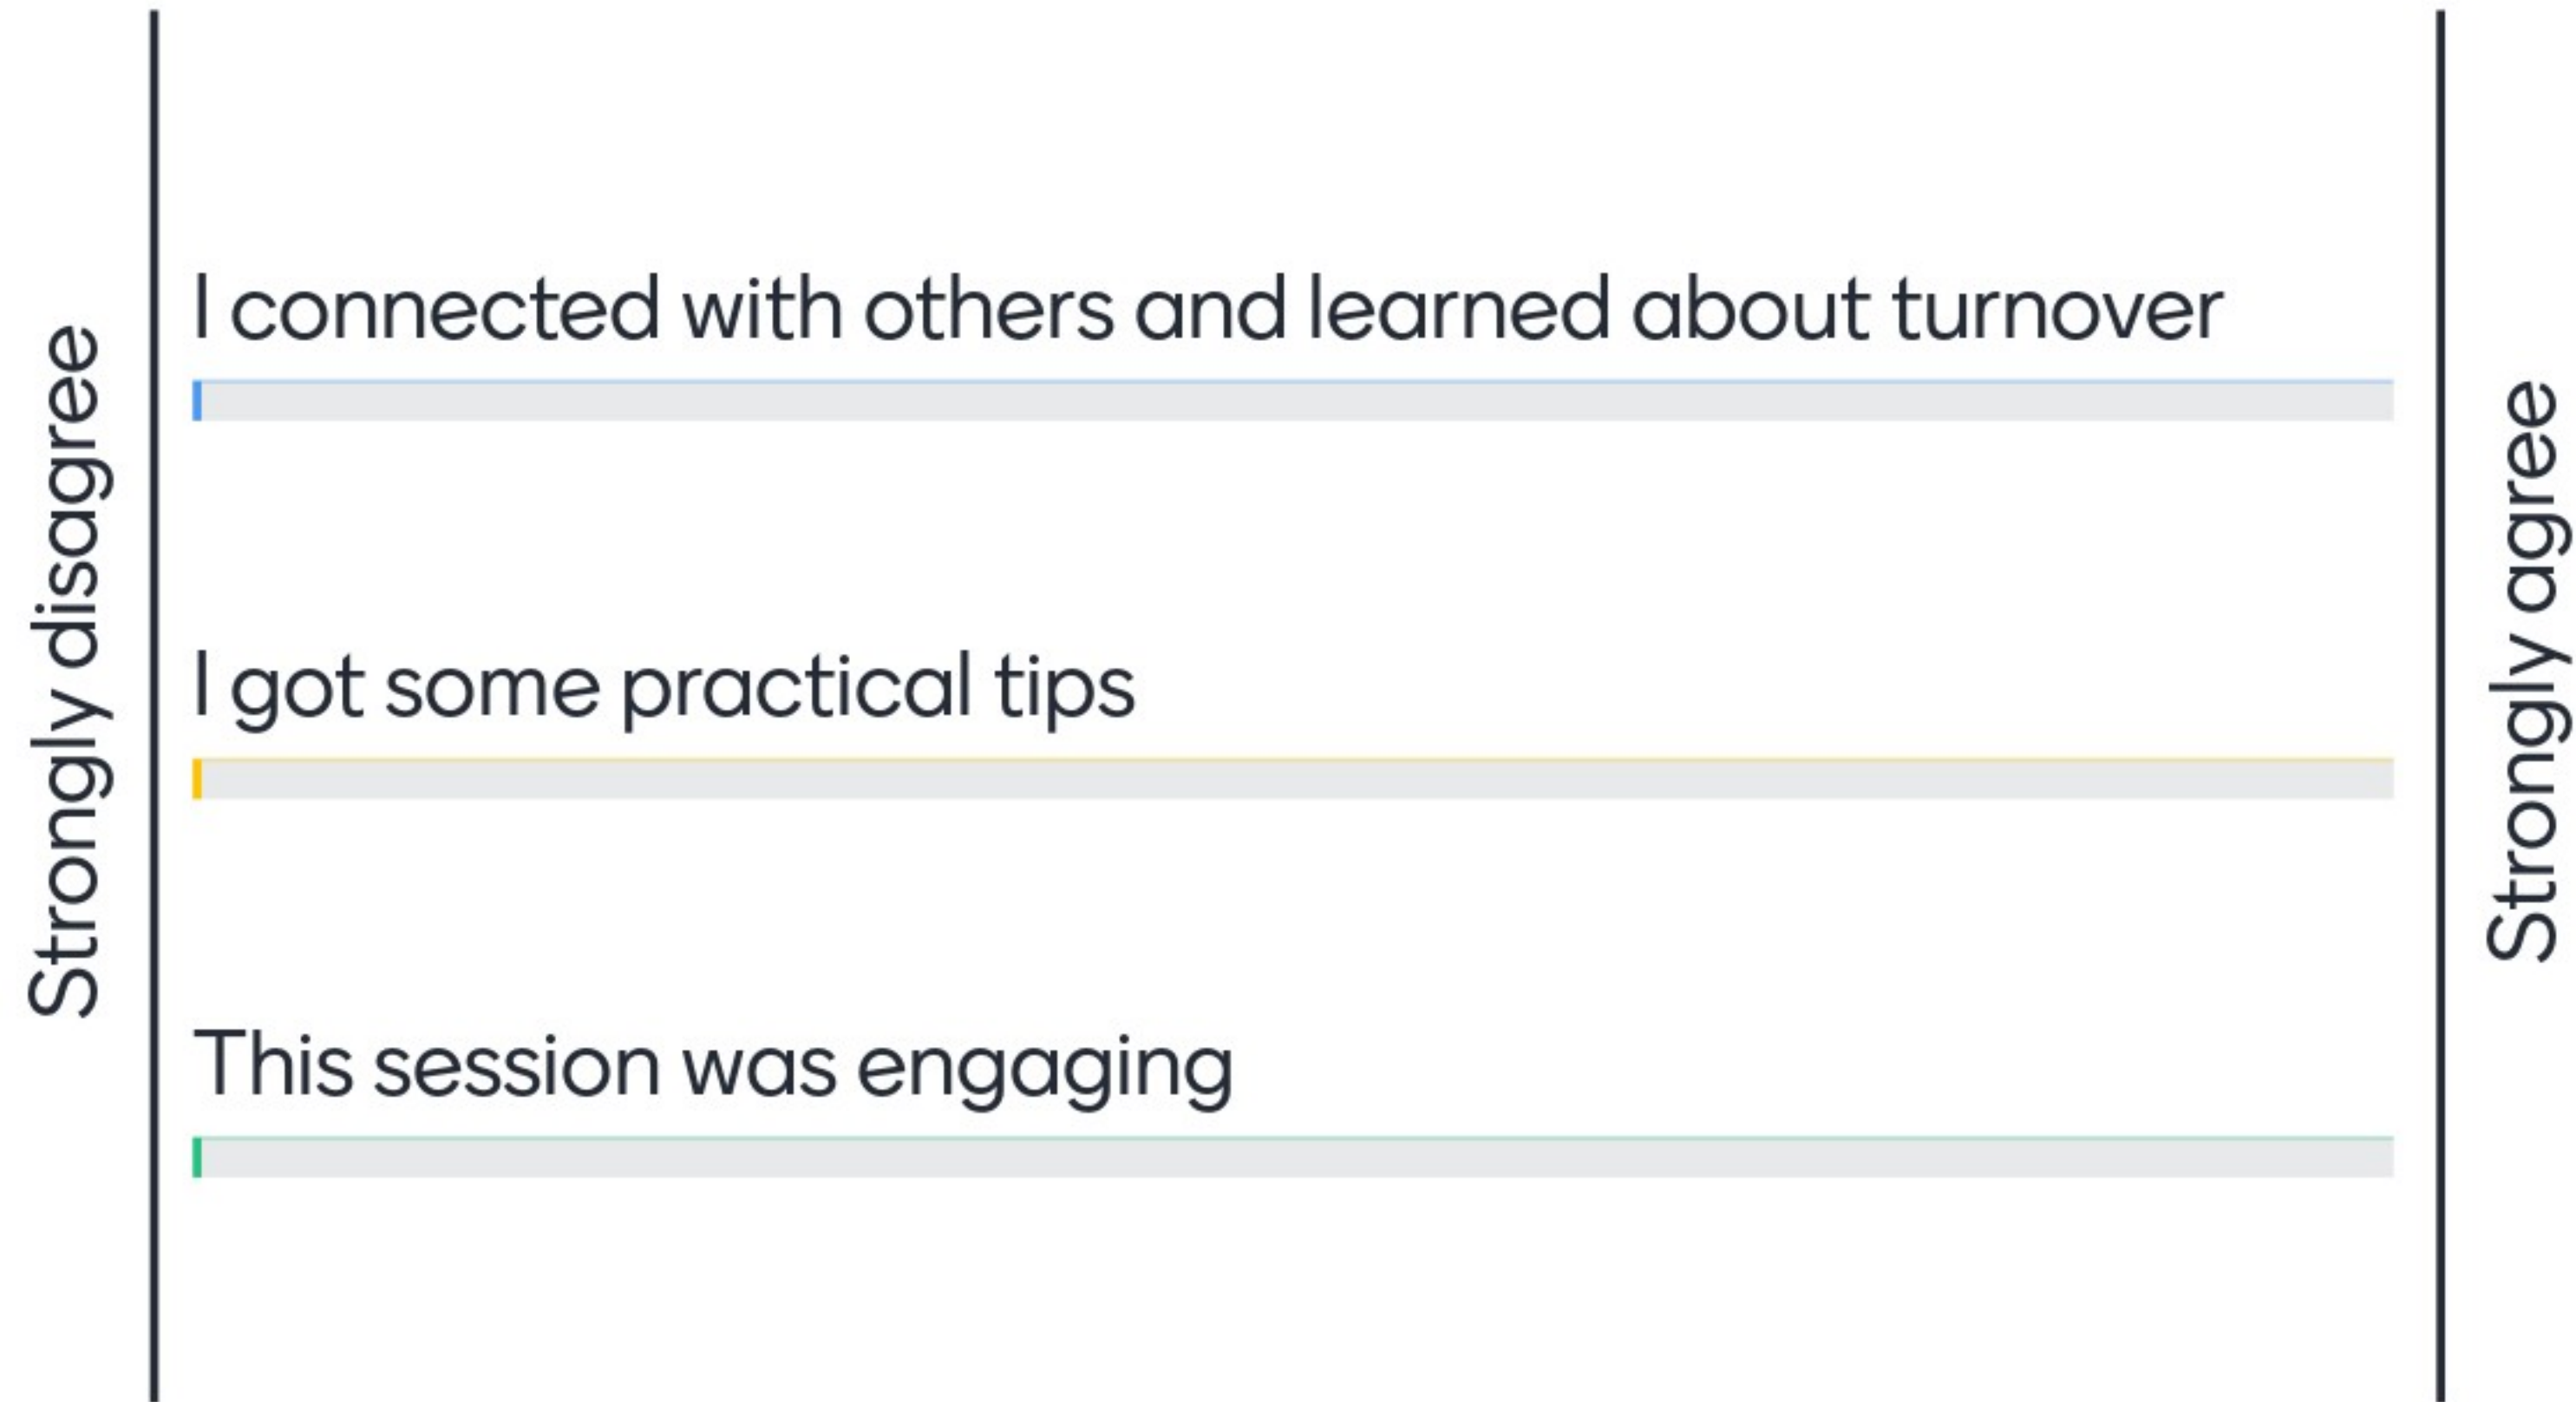 Strongly disagree
I connected with others and learned about turnover
I got some practical tips
This session was engaging
Strongly agree